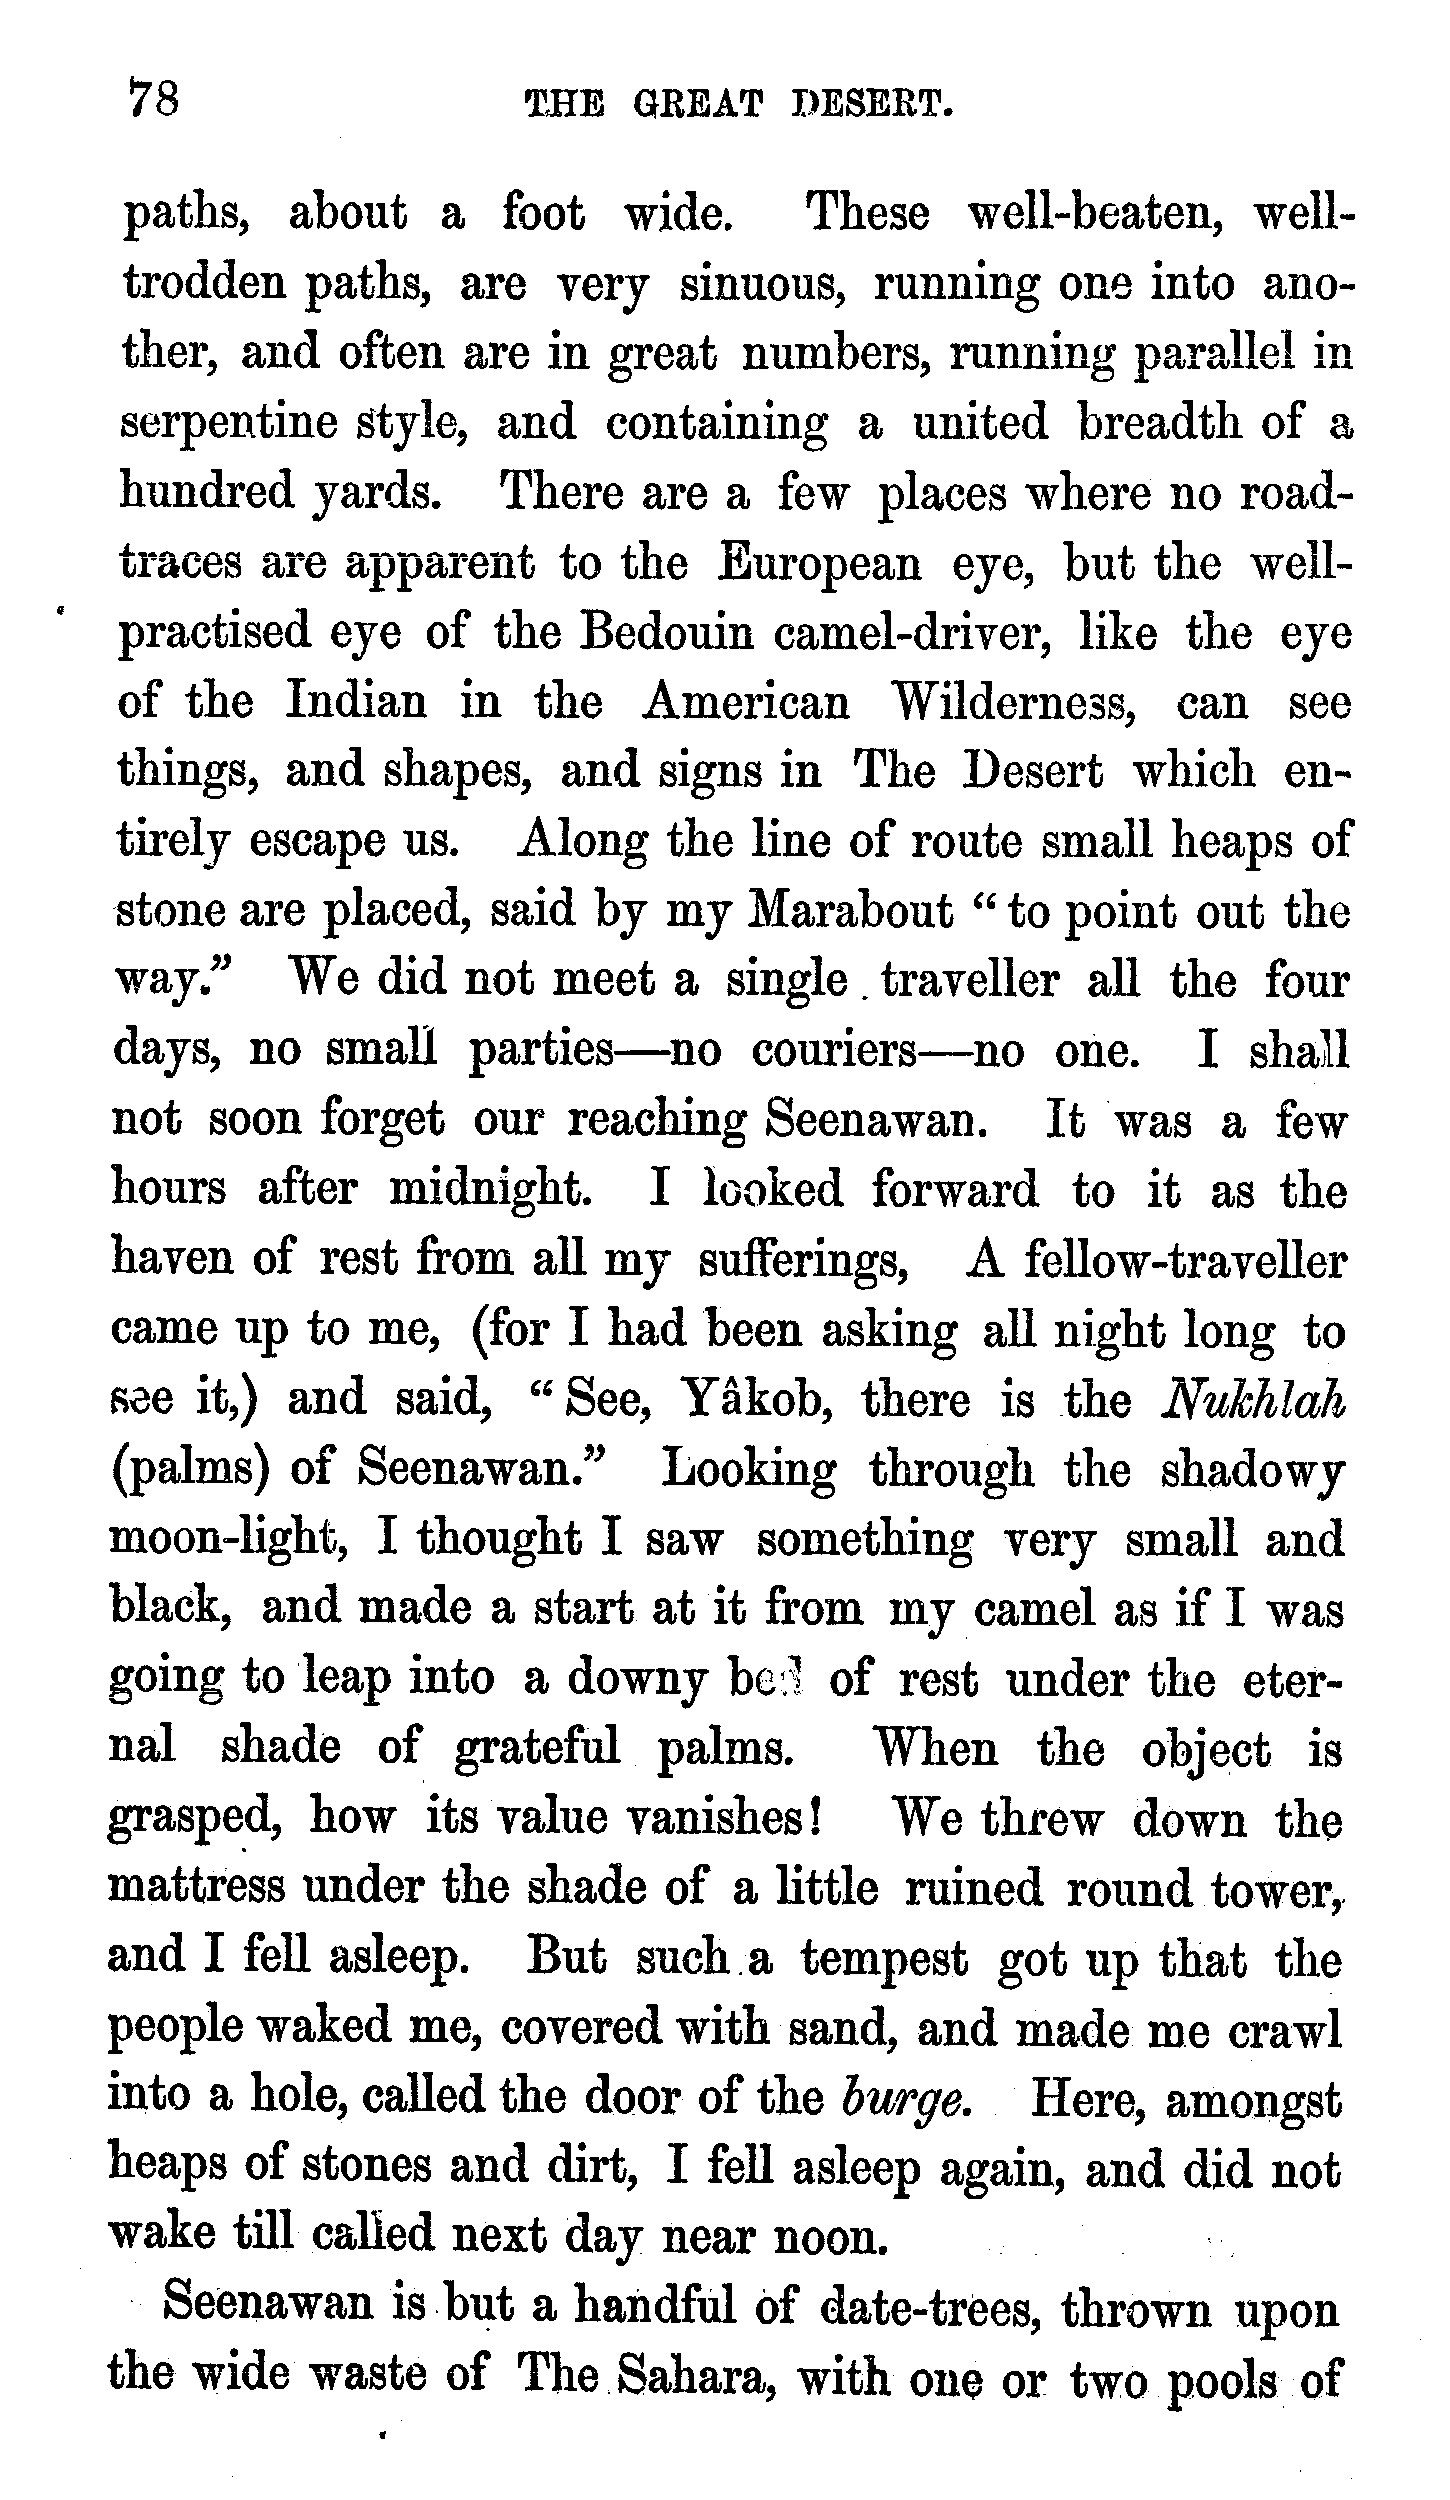 78 THE GREAT DESERT.
paths, about a foot wide. These well-beaten, well-
trodden paths, are very sinuous, running one into ano-
ther, and often are in great numbers, running parallel in
serpentine style, and containing a united breadth of a
hundred yards. There are a few places where no road-
traces are apparent to the European eye, but the well-
practised eye of the Bedouin camel-driver, like the eye
of the Indian in the American Wilderness, can see
things, and shapes, and signs in The Desert which en-
tirely escape us. Along the line of route small heaps of
stone are placed, said by my Marabout “to point out the
way.” We did not meet a single traveller all the four
days, no small parties—no couriers—no one. I shall
not soon forget our reaching Seenawan. It was a few
hours after midnight. I looked forward to it as the
haven of rest from all my sufferings, A fellow-traveller
came up to me, (for I had been asking all night long to
see it,) and said, “See, Yâkob, there is the Nukhlah
(palms) of Seenawan.” Looking through the shadowy
moon-light, I thought I saw something very small and
black, and made a start at it from my camel as if I was
going to leap into a downy bed of rest under the eter-
nal shade of grateful palms. When the object is
grasped, how its value vanishes! We threw down the
mattress under the shade of a little ruined round tower,
and I fell asleep. But such a tempest got up that the
people waked me, covered with sand, and made me crawl
into a hole, called the door of the burge. Here, amongst
heaps of stones and dirt, I fell asleep again, and did not
wake till called next day near noon.
Seenawan is but a handful of date-trees, thrown upon
the wide waste of The Sahara, with one or two pools of